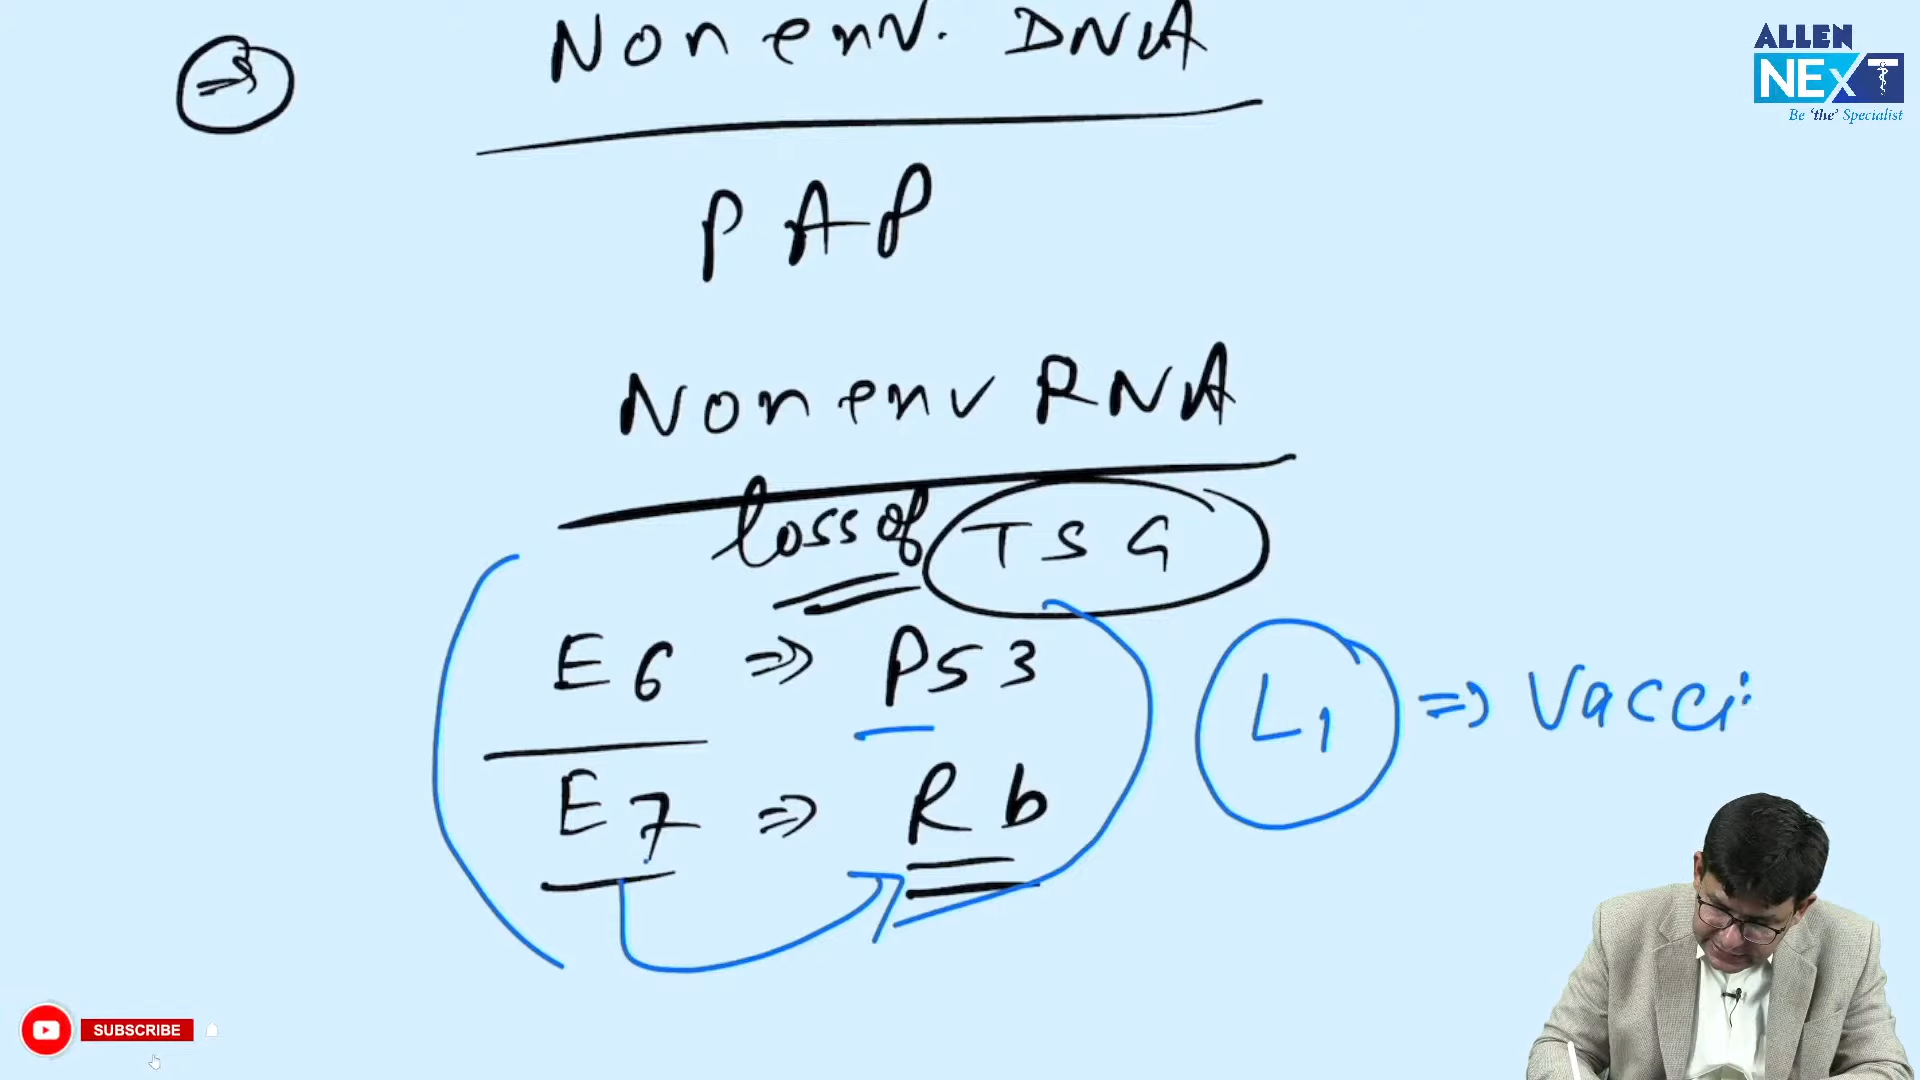 Non env. DNA
PAP
Non env RNA
loss of TSG
E6 ⇒ P53
E7 ⇒ Rb
L1 ⇒ Vacci
ALLEN
NExT
Be 'the' Specialist
SUBSCRIBE